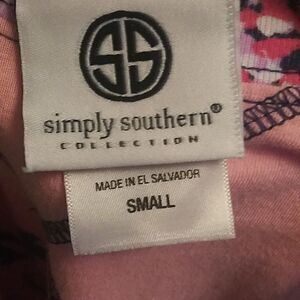 SS
simply southern®
COLLECTION
MADE IN EL SALVADOR
SMALL